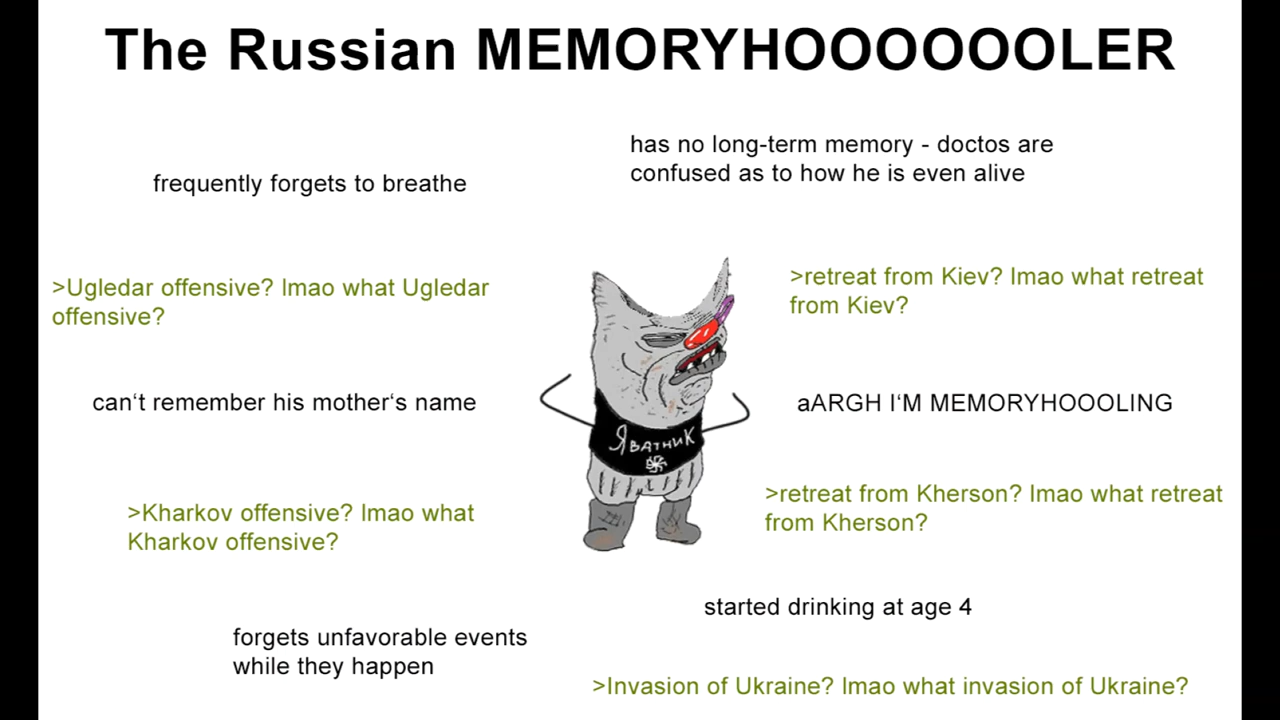 The Russian MEMORYHOOOOOOLER
has no long-term memory - doctos are
confused as to how he is even alive
frequently forgets to breathe
>Ugledar offensive? lmao what Ugledar
offensive?
>retreat from Kiev? lmao what retreat
from Kiev?
can‘t remember his mother‘s name
aARGH I‘M MEMORYHOOOLING
Я ВАТНИК
>Kharkov offensive? lmao what
Kharkov offensive?
>retreat from Kherson? lmao what retreat
from Kherson?
started drinking at age 4
forgets unfavorable events
while they happen
>Invasion of Ukraine? lmao what invasion of Ukraine?